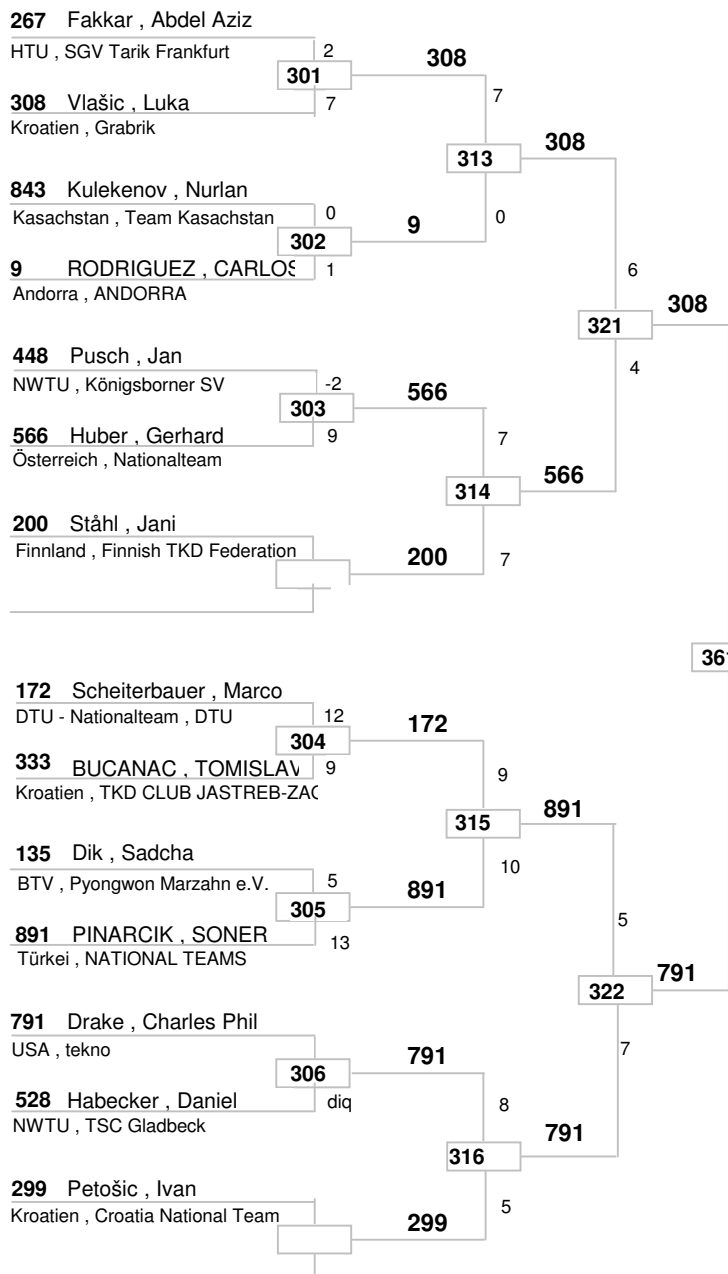 267 Fakkar , Abdel Aziz
HTU , SGV Tarik Frankfurt
2
308
301
308 Vlašic , Luka
7
7
Kroatien , Grabrik
308
313
843 Kulekenov , Nurlan
Kasachstan , Team Kasachstan
0
9
0
302
9 RODRIGUEZ , CARLOS
1
6
Andorra , ANDORRA
308
321
448 Pusch , Jan
4
NWTU , Königsborner SV
-2
566
303
566 Huber , Gerhard
9
7
Österreich , Nationalteam
566
314
200 Ståhl , Jani
Finnland , Finnish TKD Federation
200
7
361
172 Scheiterbauer , Marco
DTU - Nationalteam , DTU
12
172
304
333 BUCANAC , TOMISLAV
9
9
Kroatien , TKD CLUB JASTREB-ZAG
891
315
135 Dik , Sadcha
10
BTV , Pyongwon Marzahn e.V.
5
891
305
5
891 PINARCIK , SONER
13
Türkei , NATIONAL TEAMS
791
322
791 Drake , Charles Phil
USA , tekno
791
7
306
528 Habecker , Daniel
diq
8
NWTU , TSC Gladbeck
791
316
299 Petošic , Ivan
Kroatien , Croatia National Team
5
299